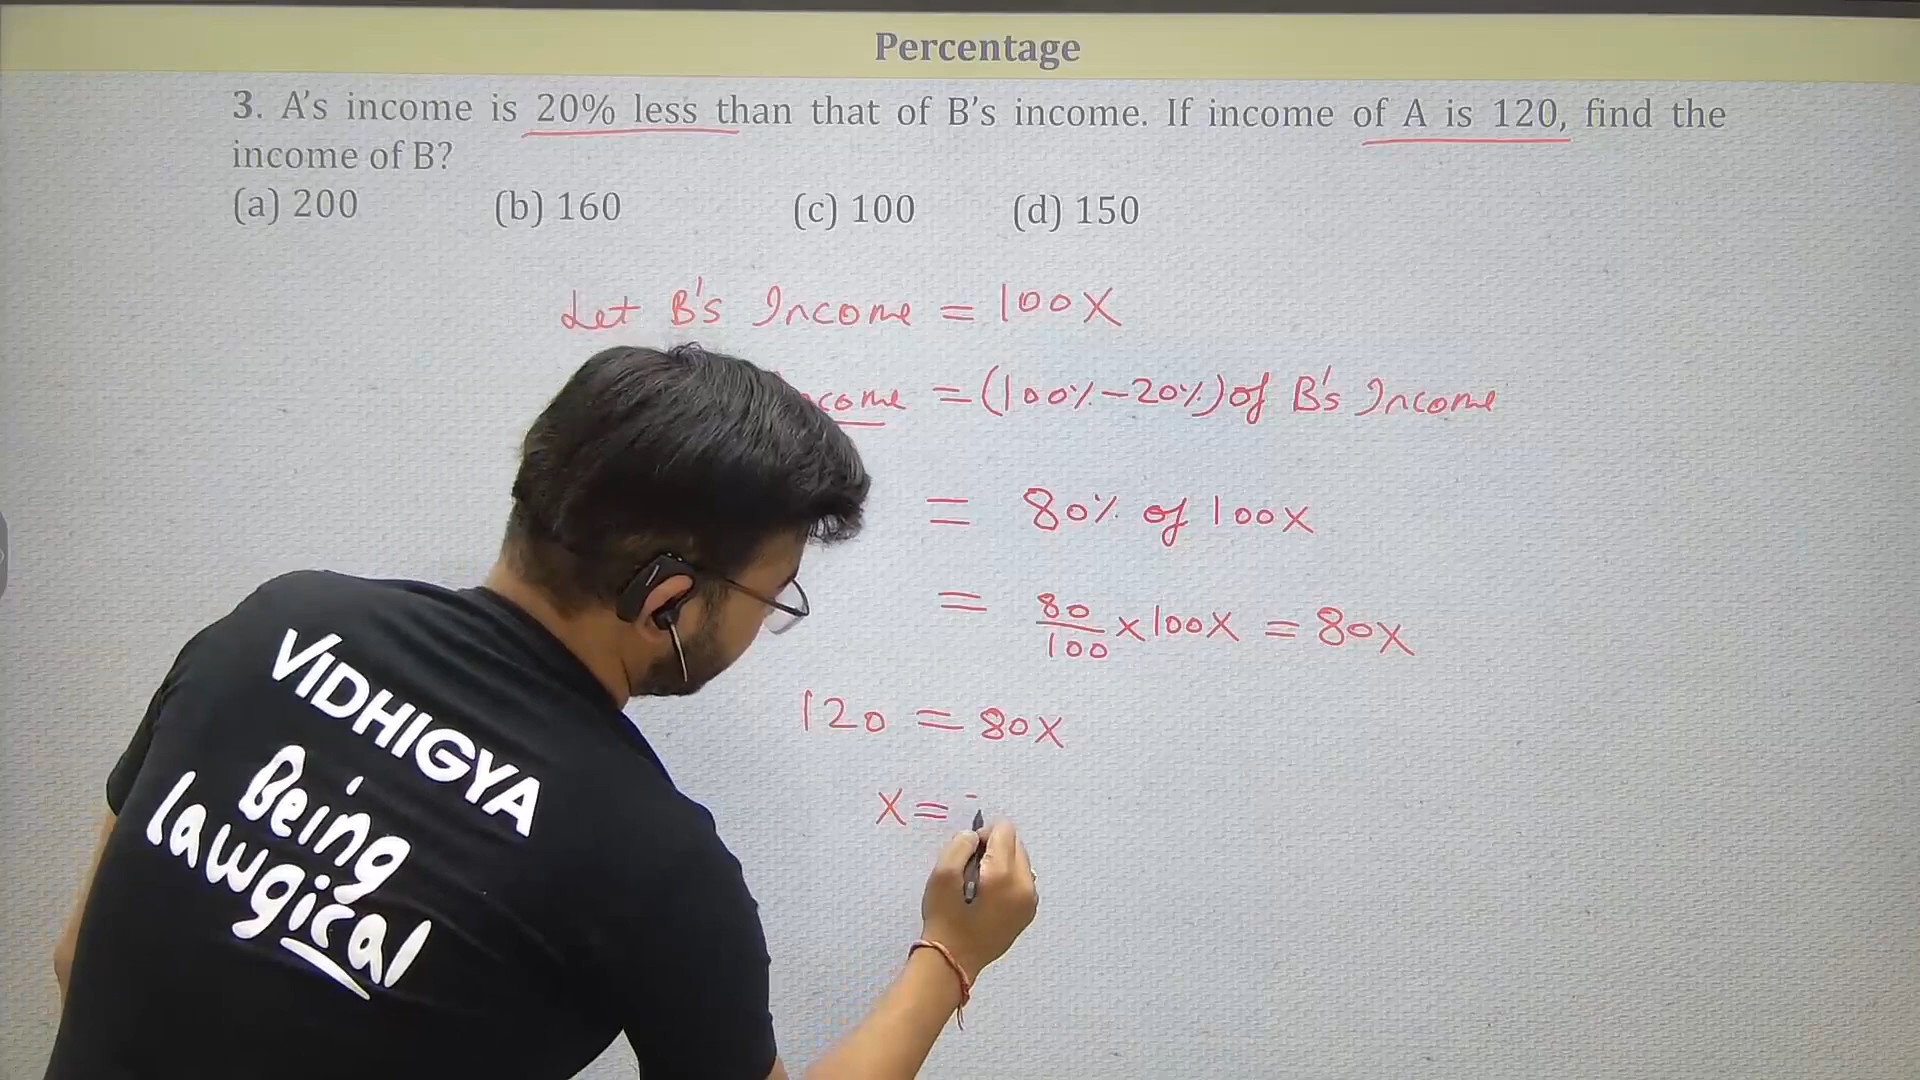 Percentage
3. A’s income is 20% less than that of B’s income. If income of A is 120, find the
income of B?
(a) 200 (b) 160 (c) 100 (d) 150
Let B's Income = 100X
= (100% - 20%) of B's Income
= 80% of 100X
= 80/100 × 100X = 80X
120 = 80X
X =
VIDHIGYA
Being
lawgical